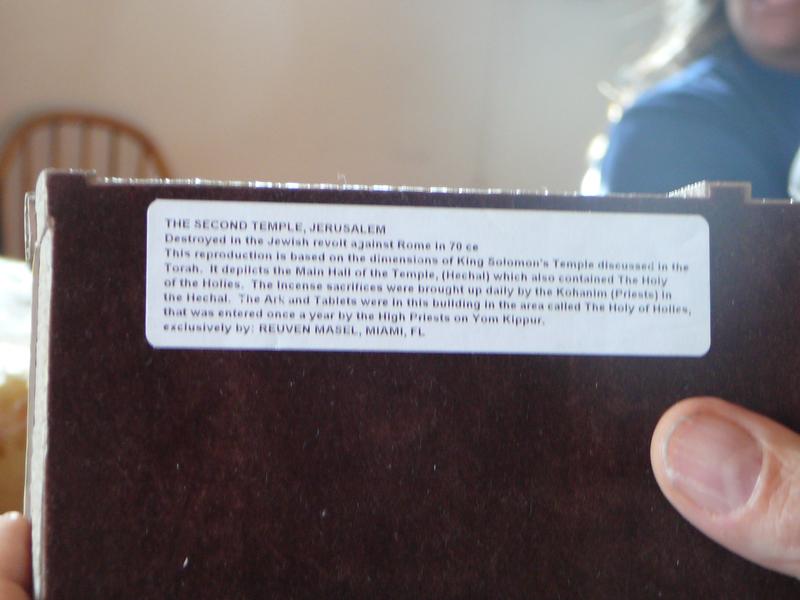 THE SECOND TEMPLE, JERUSALEM
Destroyed in the Jewish revolt against Rome in 70 ce
This reproduction is based on the dimensions of King Solomon's Temple discussed in the
Torah. It depicts the Main Hall of the Temple, (Hechal) which also contained The Holy
of the Holies. The incense sacrifices were brought up daily by the Kohanim (Priests) in
the Hechal. The Ark and Tablets were in this building in the area called The Holy of Holies,
that was entered once a year by the High Priests on Yom Kippur.
exclusively by: REUVEN MASEL, MIAMI, FL